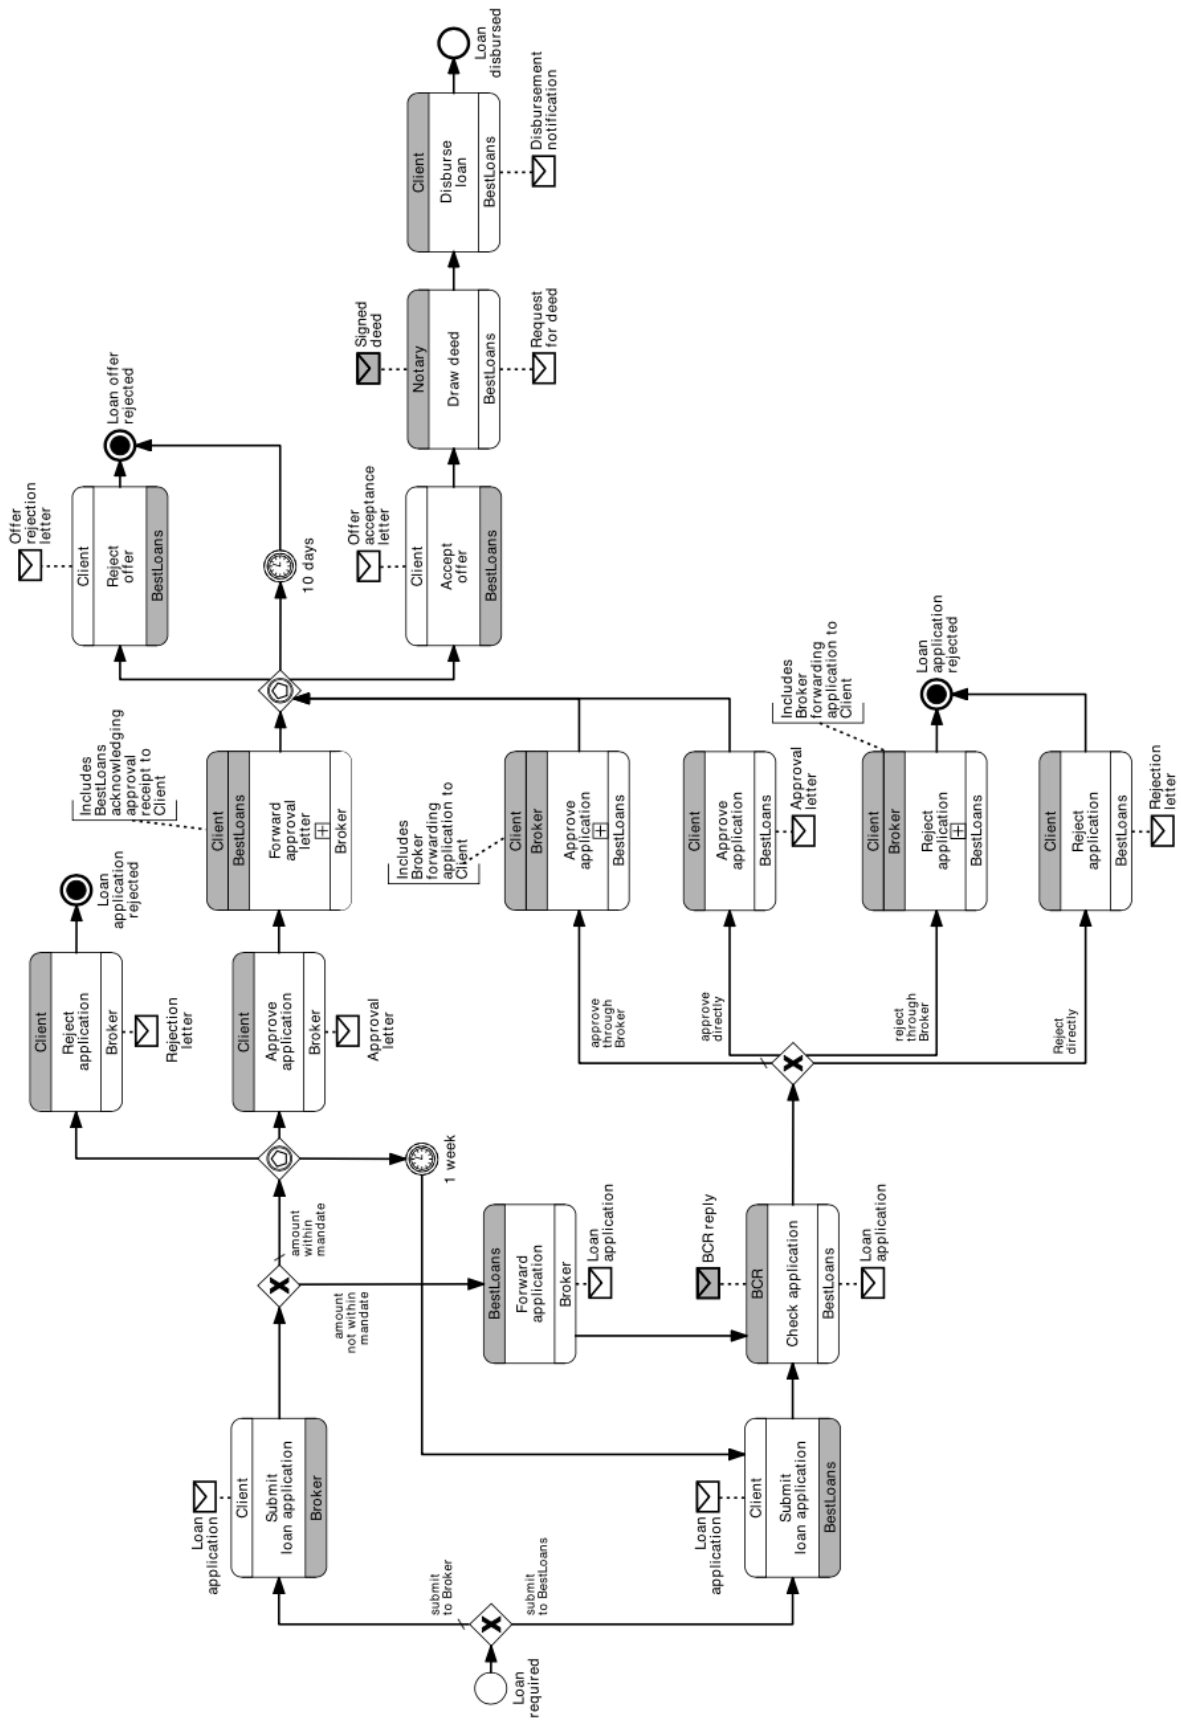 Loan
required
submit
to Broker
submit
to BestLoans
Loan
application
Client
Submit
loan application
Broker
Loan
application
Client
Submit
loan application
BestLoans
amount
within
mandate
amount
not within
mandate
BestLoans
Forward
application
Broker
Loan
application
BCR reply
BCR
Check application
BestLoans
Loan
application
1 week
Client
Reject
application
Broker
Rejection
letter
Loan
application
rejected
Client
Approve
application
Broker
Approval
letter
Includes
BestLoans
acknowledging
approval
receipt to
Client
Client
BestLoans
Forward
approval
letter
Broker
approve
through
Broker
approve
directly
reject
through
Broker
Reject
directly
Includes
Broker
forwarding
application to
Client
Client
Broker
Approve
application
BestLoans
Client
Approve
application
BestLoans
Approval
letter
Includes
Broker
forwarding
application to
Client
Client
Broker
Reject
application
BestLoans
Client
Reject
application
BestLoans
Rejection
letter
Loan
application
rejected
Offer
rejection
letter
Client
Reject
offer
BestLoans
Loan offer
rejected
10 days
Offer
acceptance
letter
Client
Accept
offer
BestLoans
Signed
deed
Notary
Draw deed
BestLoans
Request
for deed
Client
Disburse
loan
BestLoans
Disbursement
notification
Loan
disbursed